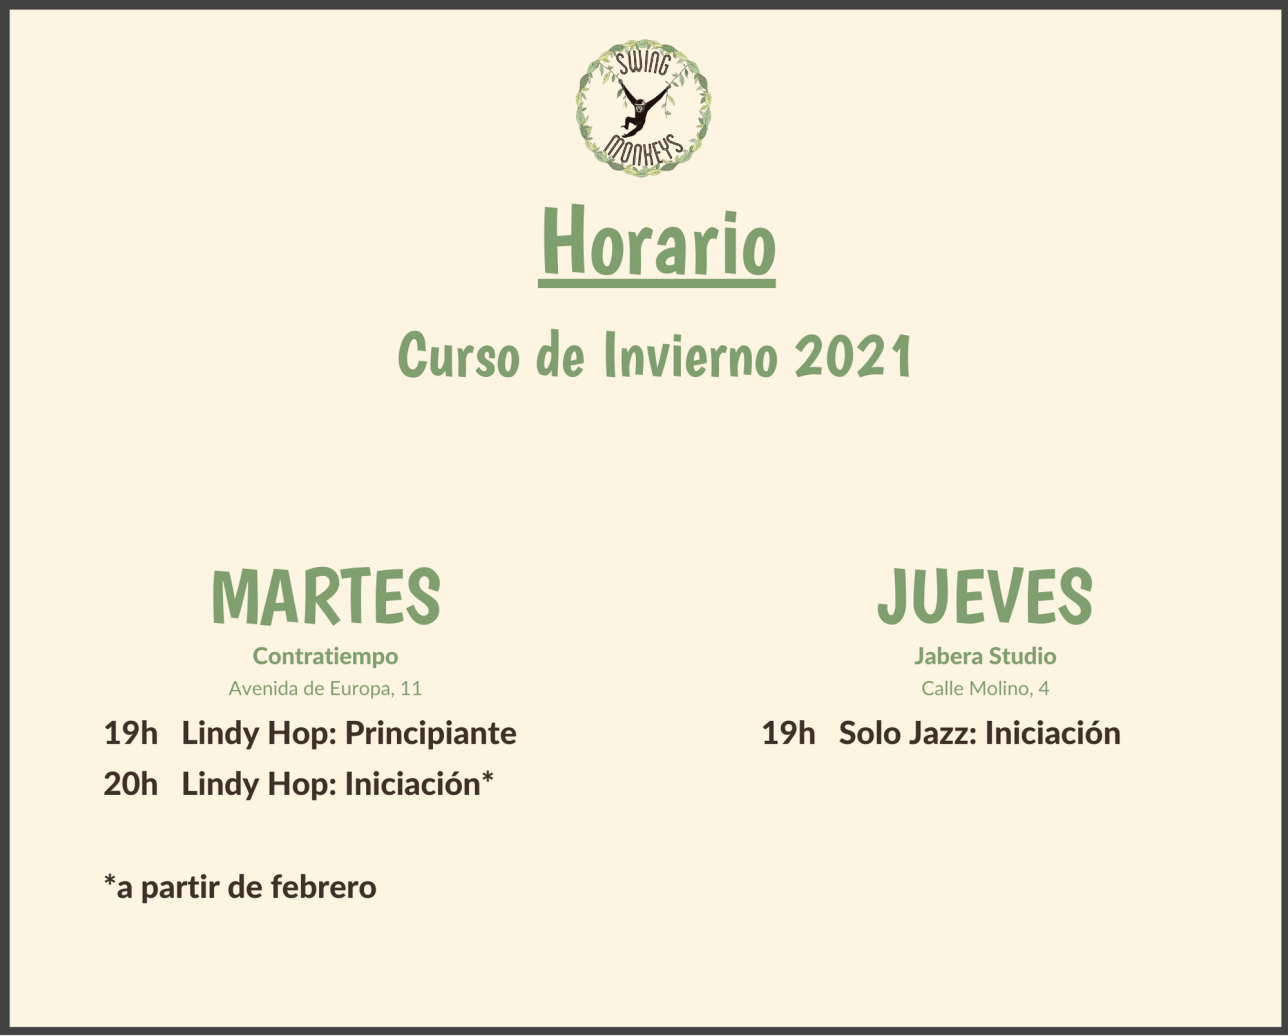 SWING
MONKEYS
Horario
Curso de Invierno 2021
MARTES
Contratiempo
Avenida de Europa, 11
19h Lindy Hop: Principiante
20h Lindy Hop: Iniciación*
*a partir de febrero
JUEVES
Jabera Studio
Calle Molino, 4
19h Solo Jazz: Iniciación